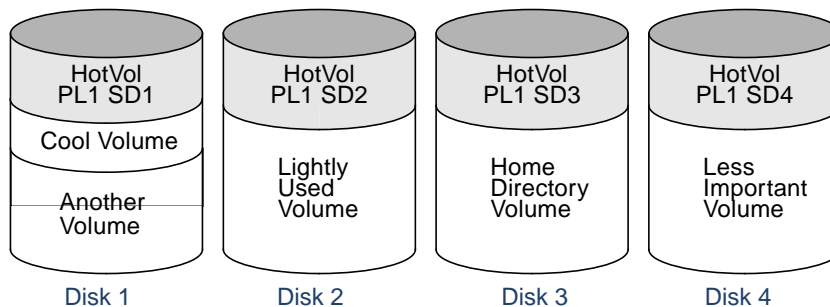 HotVol
PL1 SD1
Cool Volume
Another
Volume
Disk 1
HotVol
PL1 SD2
Lightly
Used
Volume
Disk 2
HotVol
PL1 SD3
Home
Directory
Volume
Disk 3
HotVol
PL1 SD4
Less
Important
Volume
Disk 4